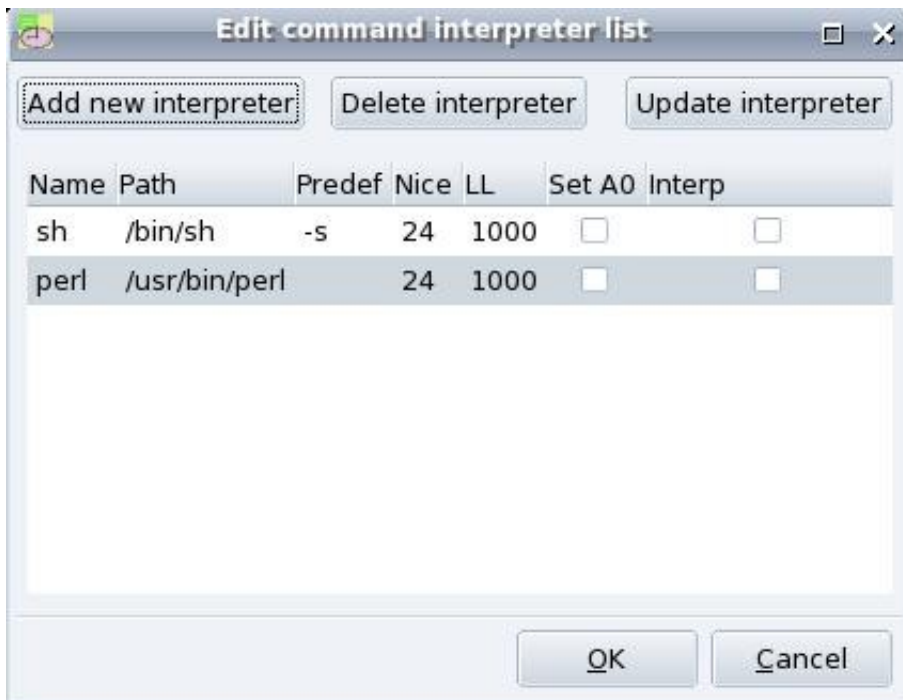 Edit command interpreter list
Add new interpreter Delete interpreter Update interpreter
Name Path Predef Nice LL Set A0 Interp
sh /bin/sh -s 24 1000
perl /usr/bin/perl 24 1000
OK Cancel